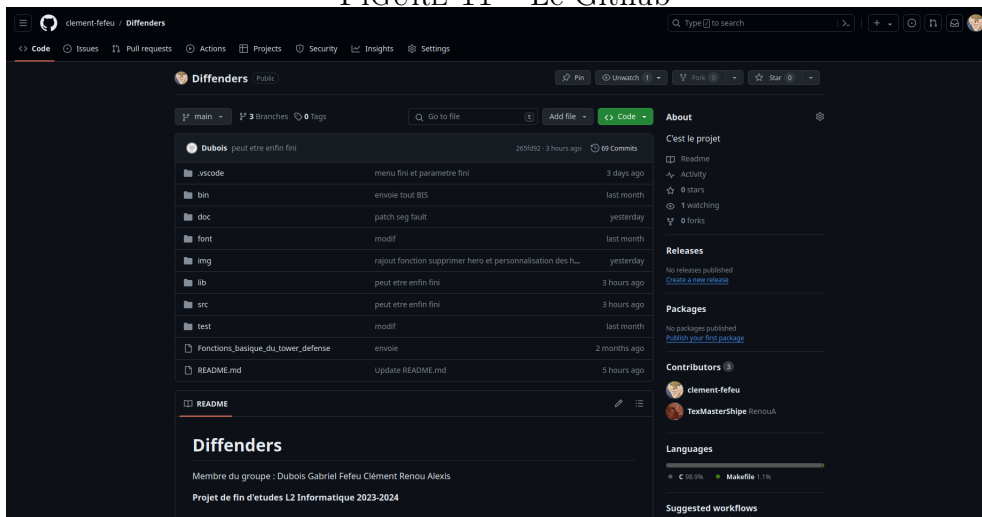 FIGURE 11 – Le Github
clement-fefeu / Diffenders
Type / to search
Code Issues Pull requests Actions Projects Security Insights Settings
Diffenders Public
Pin Unwatch 1 Fork 0 Star 0
main 3 Branches 0 Tags Go to file t Add file Code
Dubois peut etre enfin fini 265fd92 · 3 hours ago 69 Commits
.vscode menu fini et parametre fini 3 days ago
bin envoie tout BIS last month
doc patch seg fault yesterday
font modif last month
img rajout fonction supprimer hero et personnalisation des h... yesterday
lib peut etre enfin fini 3 hours ago
src peut etre enfin fini 3 hours ago
test modif last month
Fonctions_basique_du_tower_defense envoie 2 months ago
README.md Update README.md 5 hours ago
README
Diffenders
Membre du groupe : Dubois Gabriel Fefeu Clément Renou Alexis
Projet de fin d'etudes L2 Informatique 2023-2024
About
C'est le projet
Readme
Activity
0 stars
1 watching
0 forks
Releases
No releases published
Create a new release
Packages
No packages published
Publish your first package
Contributors 3
clement-fefeu
TexMasterShipe RenouA
Languages
C 98.9% Makefile 1.1%
Suggested workflows